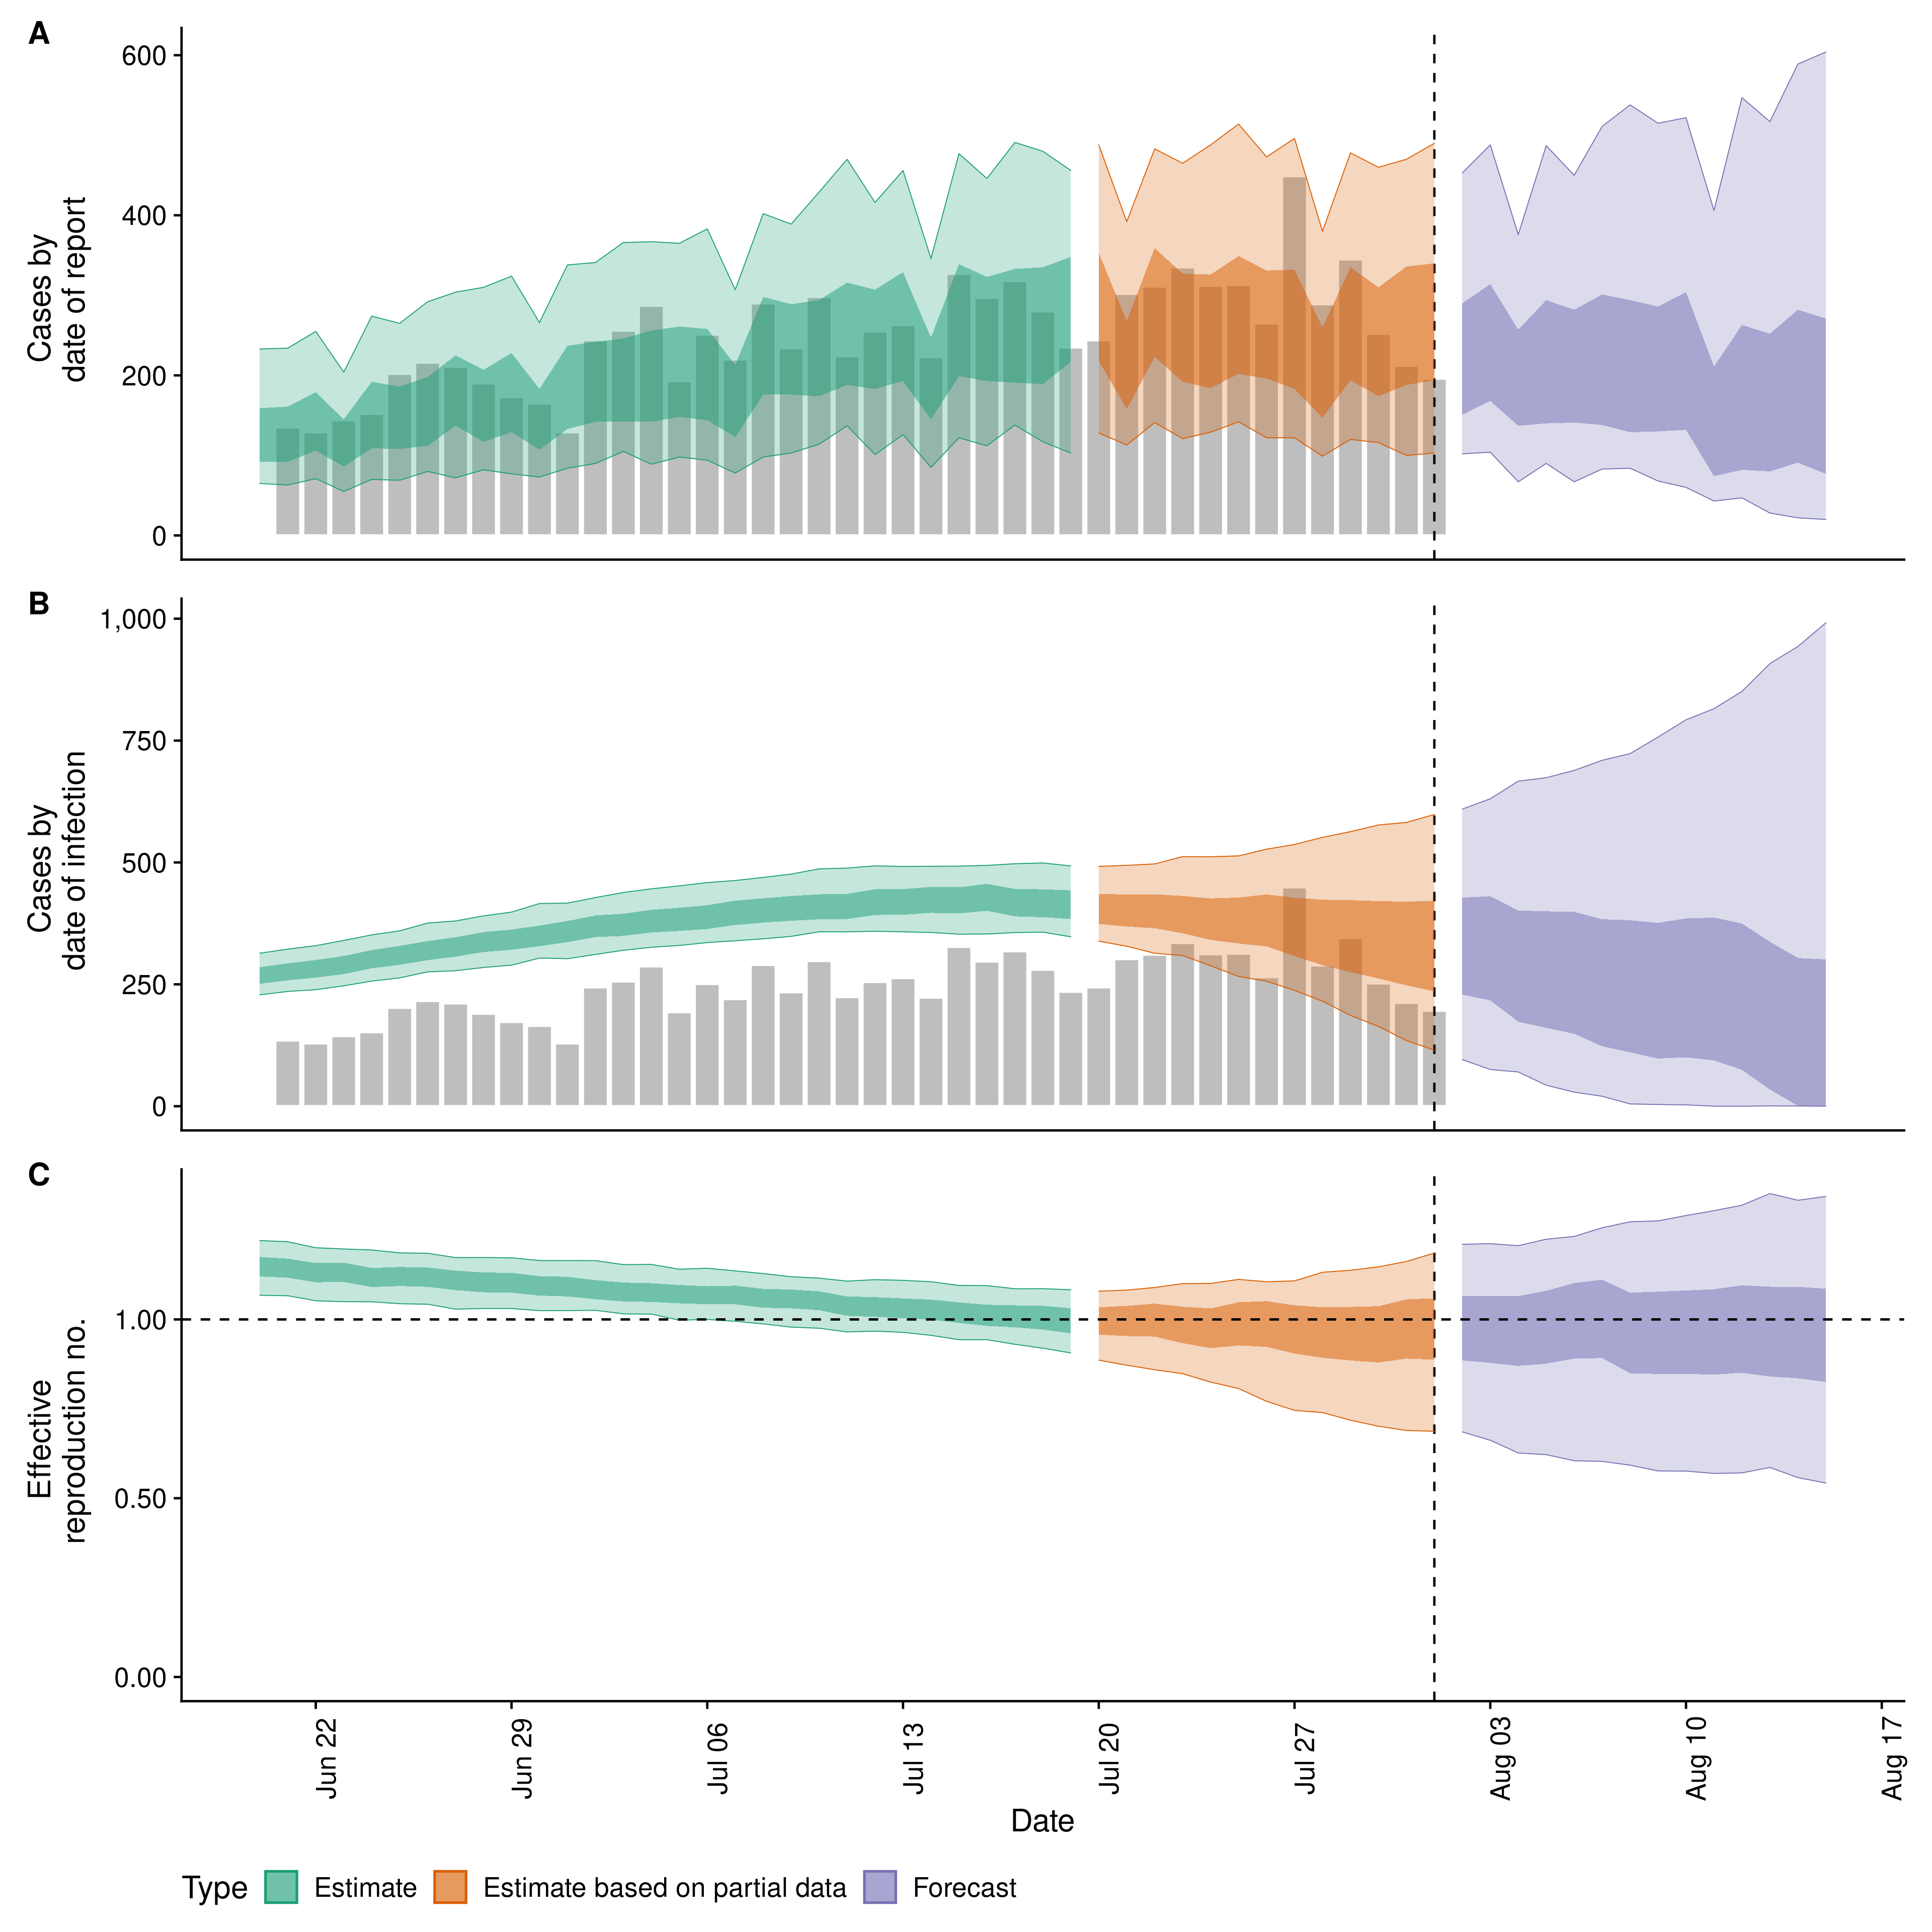 A
600
400
200
0
Cases by
date of report
B
1,000
750
500
250
0
Cases by
date of infection
C
1.00
0.50
0.00
Effective
reproduction no.
Jun 22
Jun 29
Jul 06
Jul 13
Jul 20
Jul 27
Aug 03
Aug 10
Aug 17
Date
Type Estimate Estimate based on partial data Forecast